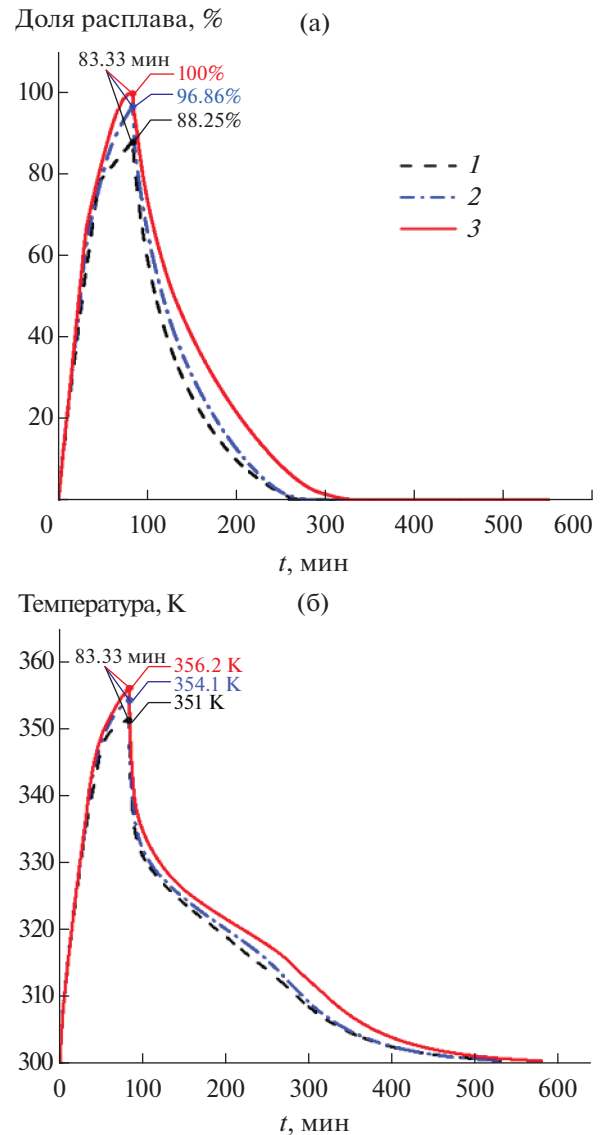 Доля расплава, %
(а)
83.33 мин
100%
96.86%
88.25%
100
80
60
40
20
1
2
3
0
100
200
300
400
500
600
t, мин
Температура, К
(б)
83.33 мин
356.2 К
354.1 К
351 К
360
350
340
330
320
310
300
0
100
200
300
400
500
600
t, мин